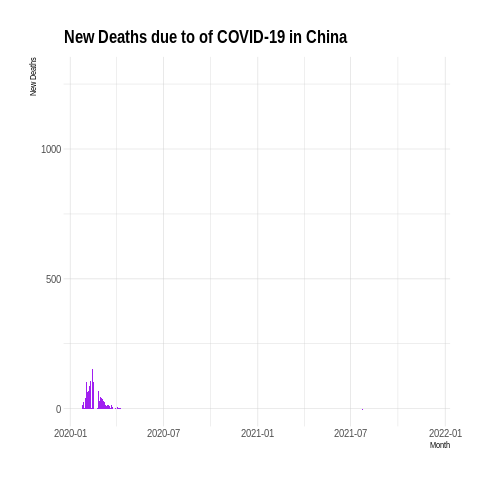 New Deaths due to of COVID-19 in China
New Deaths
1000
500
0
2020-01 2020-07 2021-01 2021-07 2022-01
Month